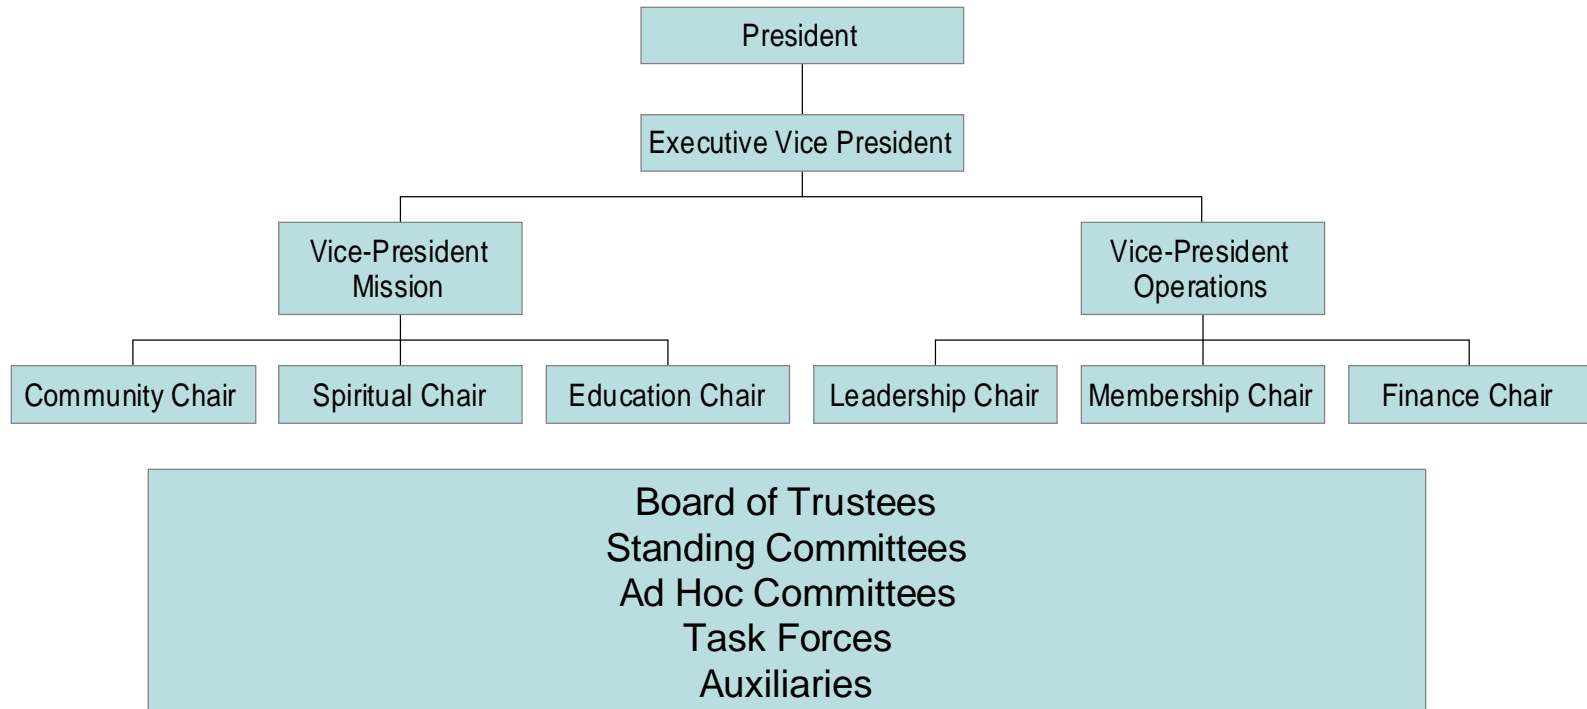 President
Executive Vice President
Vice-President
Mission
Vice-President
Operations
Community Chair
Spiritual Chair
Education Chair
Leadership Chair
Membership Chair
Finance Chair
Board of Trustees
Standing Committees
Ad Hoc Committees
Task Forces
Auxiliaries